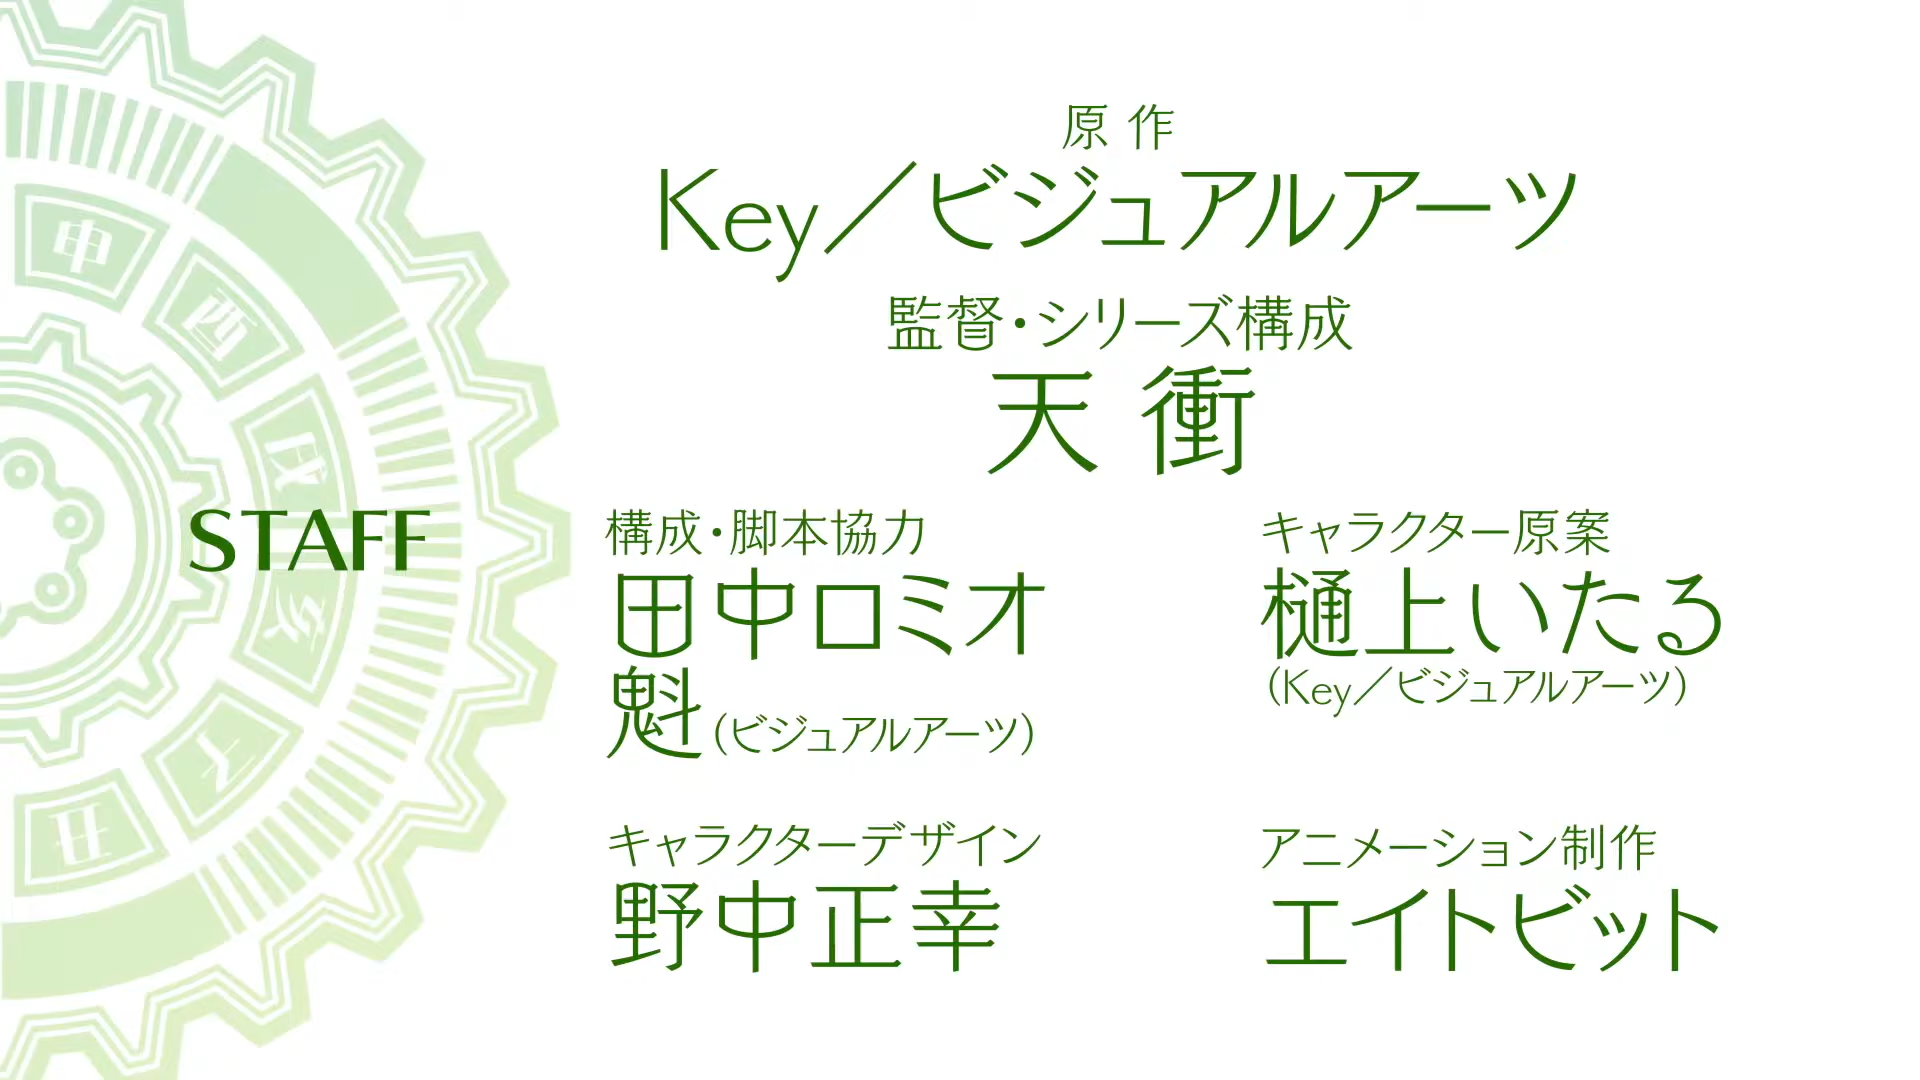 原作
Key／ビジュアルアーツ
監督・シリーズ構成
天衝
STAFF
構成・脚本協力
田中ロミオ
魁（ビジュアルアーツ）
キャラクター原案
樋上いたる
（Key／ビジュアルアーツ）
キャラクターデザイン
野中正幸
アニメーション制作
エイトビット
申
酉
戌
亥